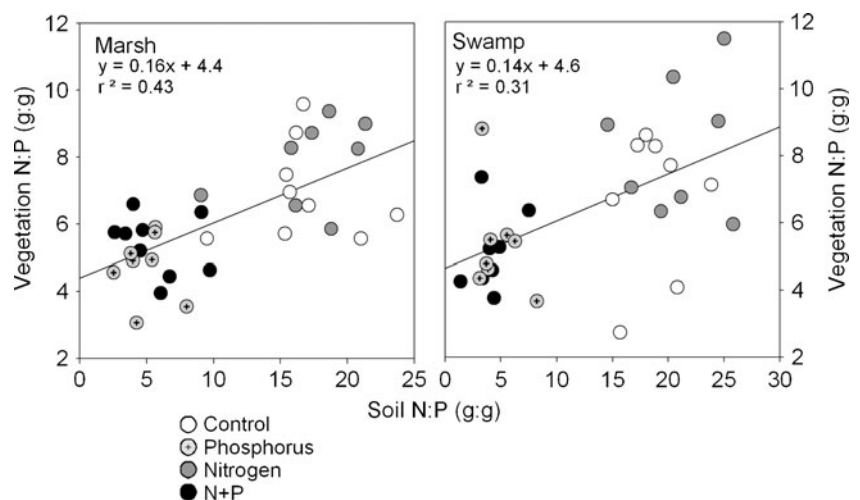 Marsh
y = 0.16x + 4.4
r ² = 0.43
Swamp
y = 0.14x + 4.6
r ² = 0.31
Vegetation N:P (g:g)
12
10
8
6
4
2
0 5 10 15 20 25
12
10
8
6
4
2
0 5 10 15 20 25 30
Vegetation N:P (g:g)
Soil N:P (g:g)
Control
Phosphorus
Nitrogen
N+P